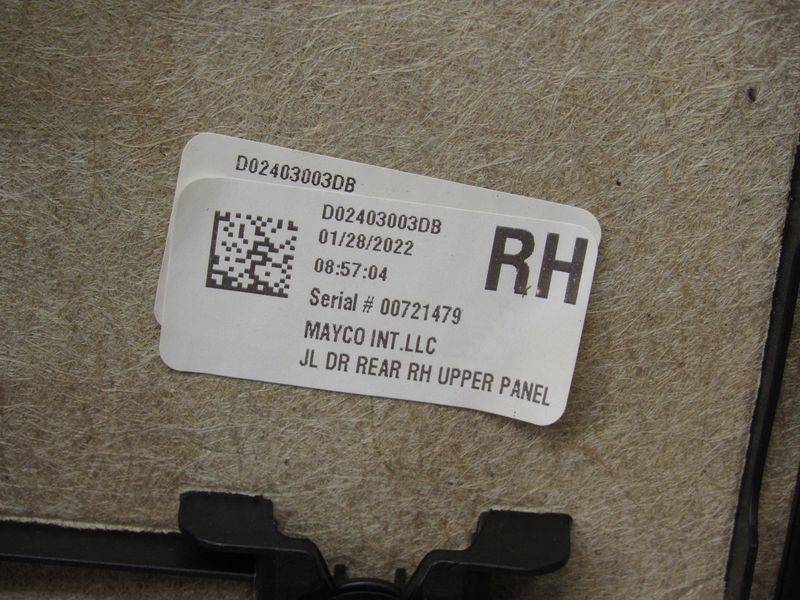 D02403003DB
D02403003DB
01/28/2022
RH
08:57:04
Serial # 00721479
MAYCO INT.LLC
JL DR REAR RH UPPER PANEL